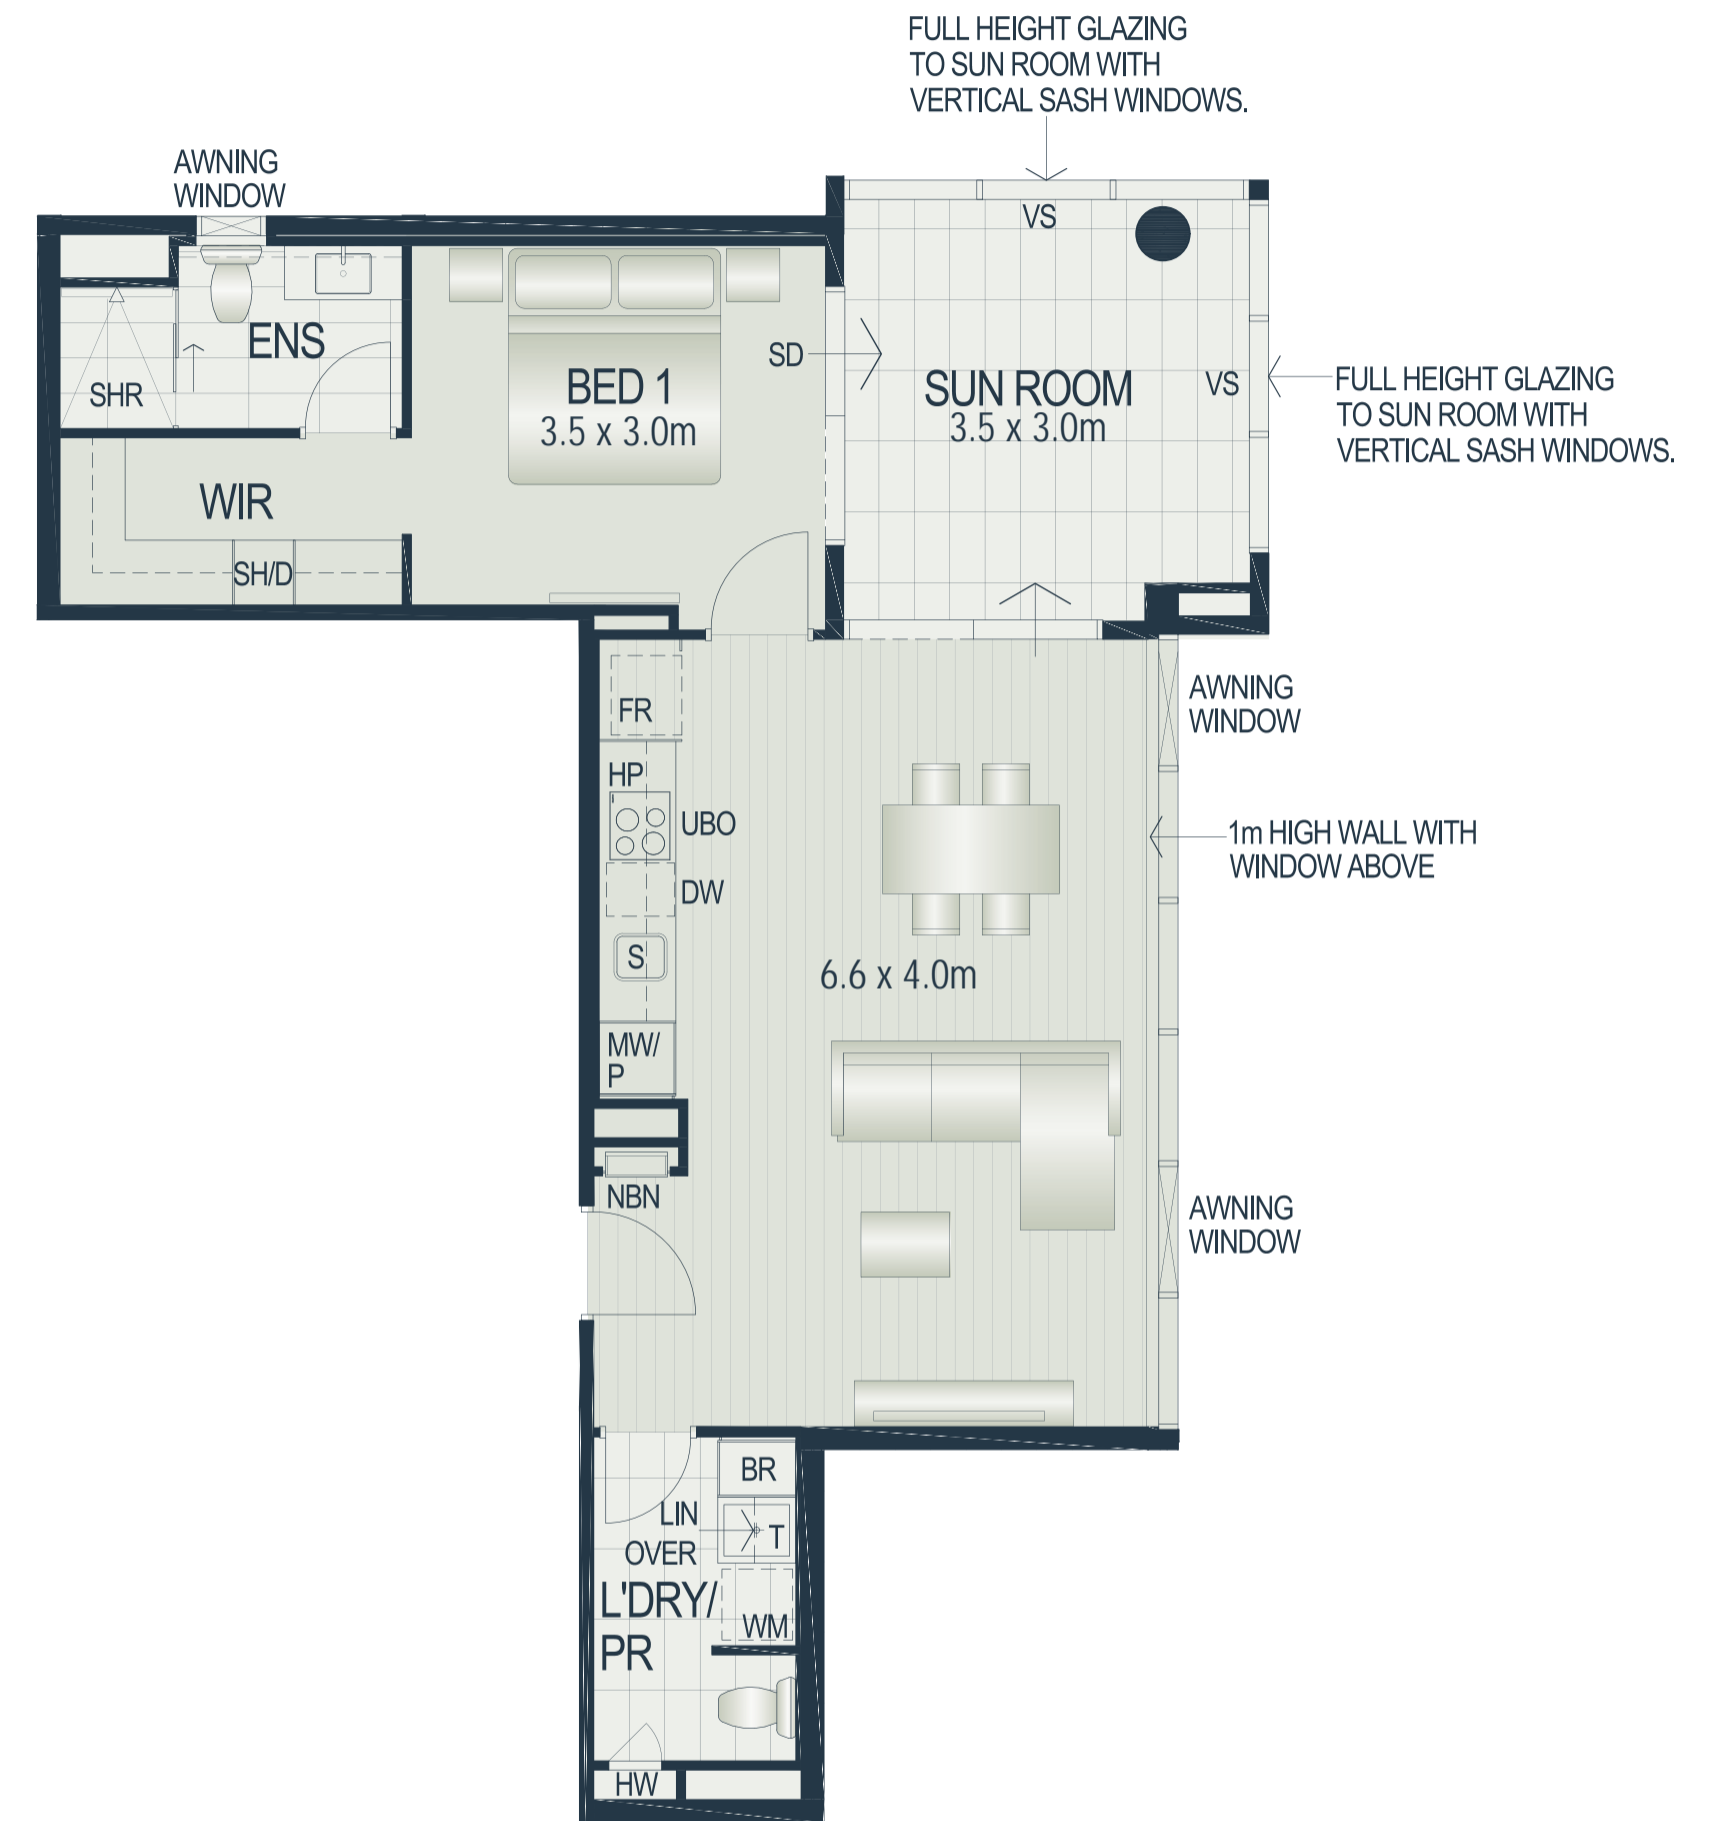 FULL HEIGHT GLAZING
TO SUN ROOM WITH
VERTICAL SASH WINDOWS.
AWNING
WINDOW
VS
ENS
SHR
BED 1
3.5 x 3.0m
SD
SUN ROOM
3.5 x 3.0m
VS
FULL HEIGHT GLAZING
TO SUN ROOM WITH
VERTICAL SASH WINDOWS.
WIR
SH/D
FR
AWNING
WINDOW
HP
UBO
1m HIGH WALL WITH
WINDOW ABOVE
DW
S
6.6 x 4.0m
MW/
P
NBN
AWNING
WINDOW
BR
LIN
OVER
T
L'DRY/
PR
WM
HW